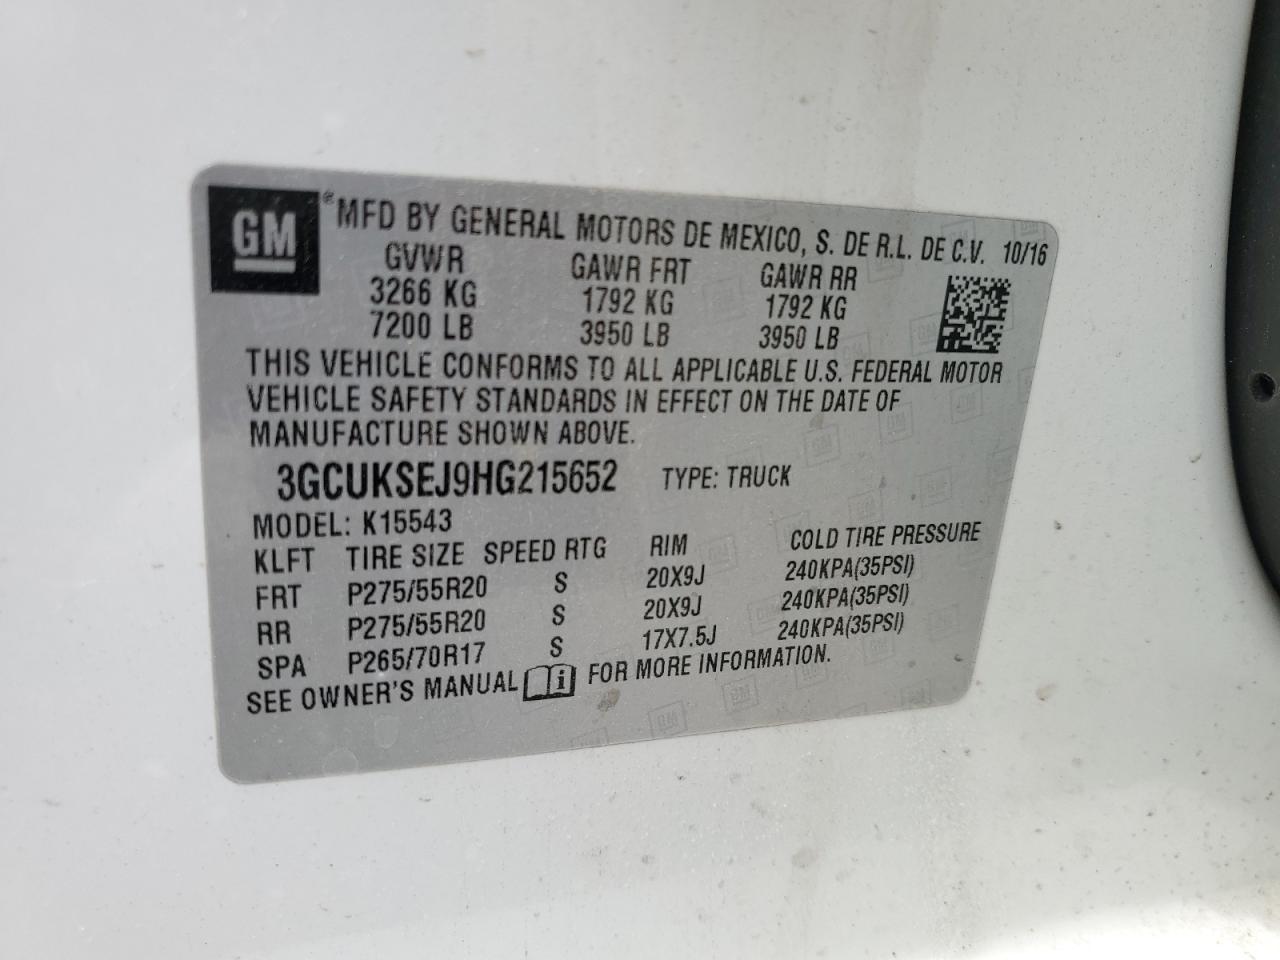 GM ® MFD BY GENERAL MOTORS DE MEXICO, S. DE R.L. DE C.V. 10/16
GVWR GAWR FRT GAWR RR
3266 KG 1792 KG 1792 KG
7200 LB 3950 LB 3950 LB
THIS VEHICLE CONFORMS TO ALL APPLICABLE U.S. FEDERAL MOTOR
VEHICLE SAFETY STANDARDS IN EFFECT ON THE DATE OF
MANUFACTURE SHOWN ABOVE.
3GCUKSEJ9HG215652 TYPE: TRUCK
MODEL: K15543
KLFT TIRE SIZE SPEED RTG RIM COLD TIRE PRESSURE
FRT P275/55R20 S 20X9J 240KPA(35PSI)
RR P275/55R20 S 20X9J 240KPA(35PSI)
SPA P265/70R17 S 17X7.5J 240KPA(35PSI)
SEE OWNER'S MANUAL i FOR MORE INFORMATION.